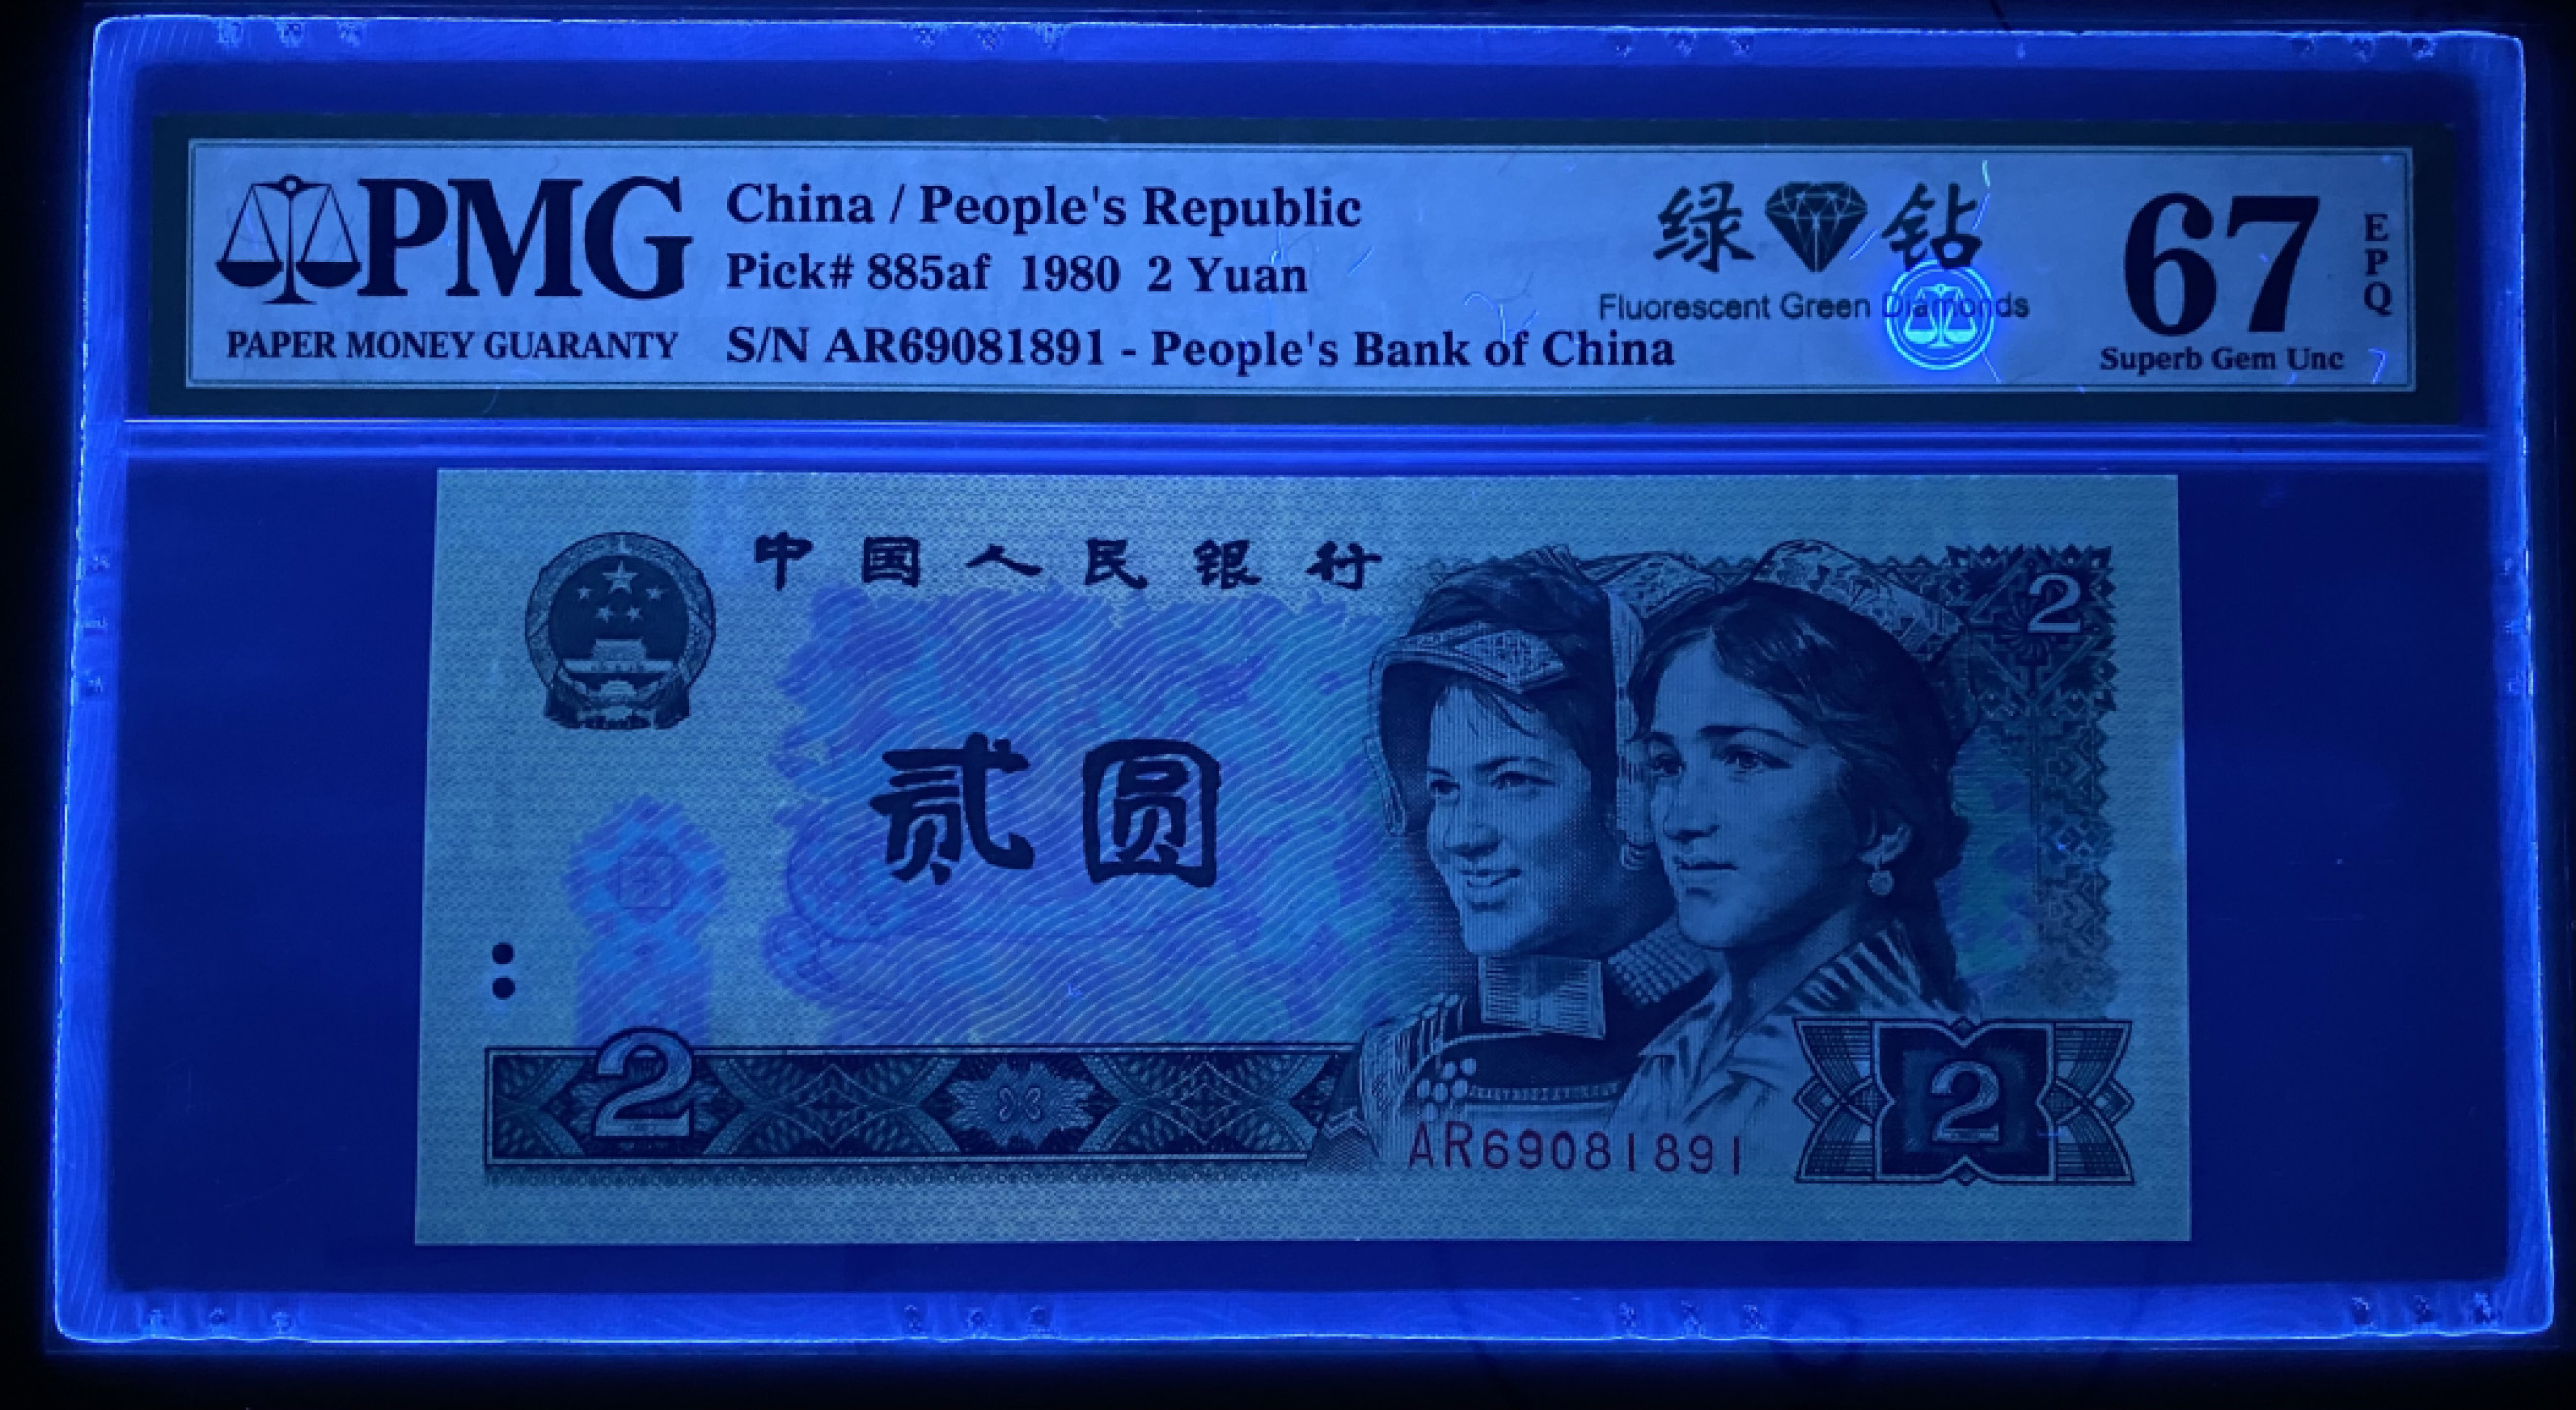 PMG
PAPER MONEY GUARANTY
China / People's Republic
Pick# 885af 1980 2 Yuan
S/N AR69081891 - People's Bank of China
绿钻
Fluorescent Green Diamonds
67
EPQ
Superb Gem Unc
中国人民银行
2
贰圆
2
2
AR69081891